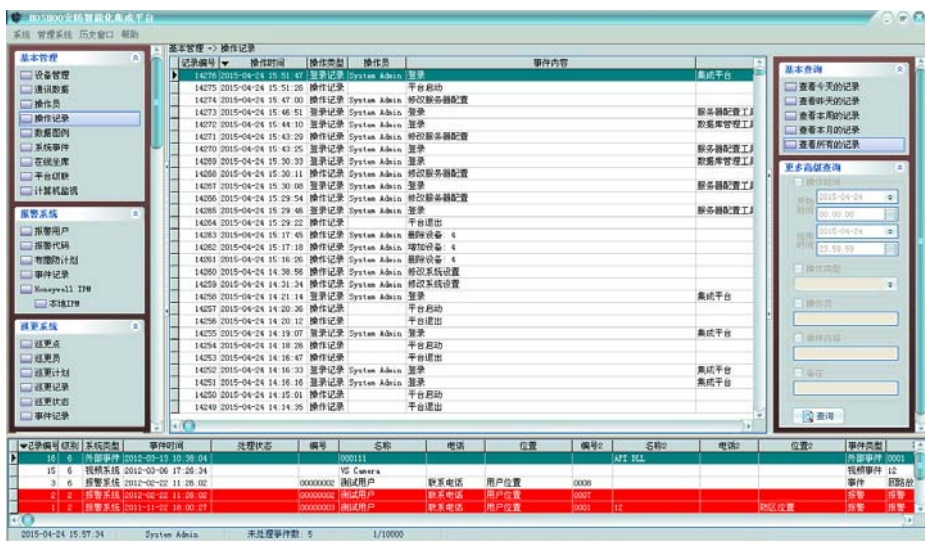 HOSHOO安防智能化集成平台
系统 管理系统 历史窗口 帮助
基本管理
设备管理
通讯数据
操作员
操作记录
数据图例
系统事件
在线坐席
平台级联
计算机监视
报警系统
报警用户
报警代码
布撤防计划
事件记录
Honeywell IPM
本地IPM
巡更系统
巡更点
巡更员
巡更计划
巡更记录
巡更状态
事件记录
基本管理 -> 操作记录
记录编号 操作时间 操作类型 操作员 事件内容
14276 2015-04-24 15:51:47 登录记录 System Admin 登录 集成平台
14275 2015-04-24 15:51:26 操作记录 平台启动
14274 2015-04-24 15:47:00 操作记录 System Admin 修改服务器配置
14273 2015-04-24 15:46:51 登录记录 System Admin 登录 服务器配置工具
14272 2015-04-24 15:44:10 登录记录 System Admin 登录 数据库管理工具
14271 2015-04-24 15:43:29 操作记录 System Admin 修改服务器配置
14270 2015-04-24 15:43:25 登录记录 System Admin 登录 服务器配置工具
14269 2015-04-24 15:30:33 登录记录 System Admin 登录 数据库管理工具
14268 2015-04-24 15:30:11 操作记录 System Admin 修改服务器配置
14267 2015-04-24 15:30:08 登录记录 System Admin 登录 服务器配置工具
14266 2015-04-24 15:29:54 操作记录 System Admin 修改服务器配置
14265 2015-04-24 15:29:46 登录记录 System Admin 登录 服务器配置工具
14264 2015-04-24 15:29:22 操作记录 平台退出
14263 2015-04-24 15:17:45 操作记录 System Admin 删除设备: 4
14262 2015-04-24 15:17:18 操作记录 System Admin 增加设备: 4
14261 2015-04-24 15:16:26 操作记录 System Admin 删除设备: 4
14260 2015-04-24 14:38:56 操作记录 System Admin 修改系统设置
14259 2015-04-24 14:31:34 操作记录 System Admin 修改系统设置
14258 2015-04-24 14:21:14 登录记录 System Admin 登录 集成平台
14257 2015-04-24 14:20:36 操作记录 平台启动
14256 2015-04-24 14:20:12 操作记录 平台退出
14255 2015-04-24 14:19:07 登录记录 System Admin 登录 集成平台
14254 2015-04-24 14:18:26 操作记录 平台启动
14253 2015-04-24 14:16:47 操作记录 平台退出
14252 2015-04-24 14:16:33 登录记录 System Admin 登录 集成平台
14251 2015-04-24 14:16:16 登录记录 System Admin 登录 集成平台
14250 2015-04-24 14:15:01 操作记录 平台启动
14249 2015-04-24 14:14:35 操作记录 平台退出
基本查询
查看今天的记录
查看昨天的记录
查看本周的记录
查看本月的记录
查看所有的记录
更多高级查询
操作时间
开始时间 2015-04-24
00:00:00
结束时间 2015-04-24
23:59:59
操作类型
操作员
事件内容
备注
查询
记录编号 级别 系统类型 事件时间 处理状态 编号 名称 电话 位置 编号2 名称2 电话2 位置2 事件类型
16 6 外部事件 2012-03-13 10:38:04 000111 API DLL 外部事件 0001
15 6 视频系统 2012-03-06 17:26:34 VS Camera 视频事件 12
3 6 报警系统 2012-02-22 11:26:02 00000002 测试用户 联系电话 用户位置 0008 事件 回路故
2 2 报警系统 2012-02-22 11:26:02 00000002 测试用户 联系电话 用户位置 0007 报警 报警
1 2 报警系统 2011-11-22 18:00:27 00000003 测试用户 联系电话 用户位置 0001 12 防区位置 报警 报警
2015-04-24 15:57:34 System Admin 未处理事件数: 5 1/10000